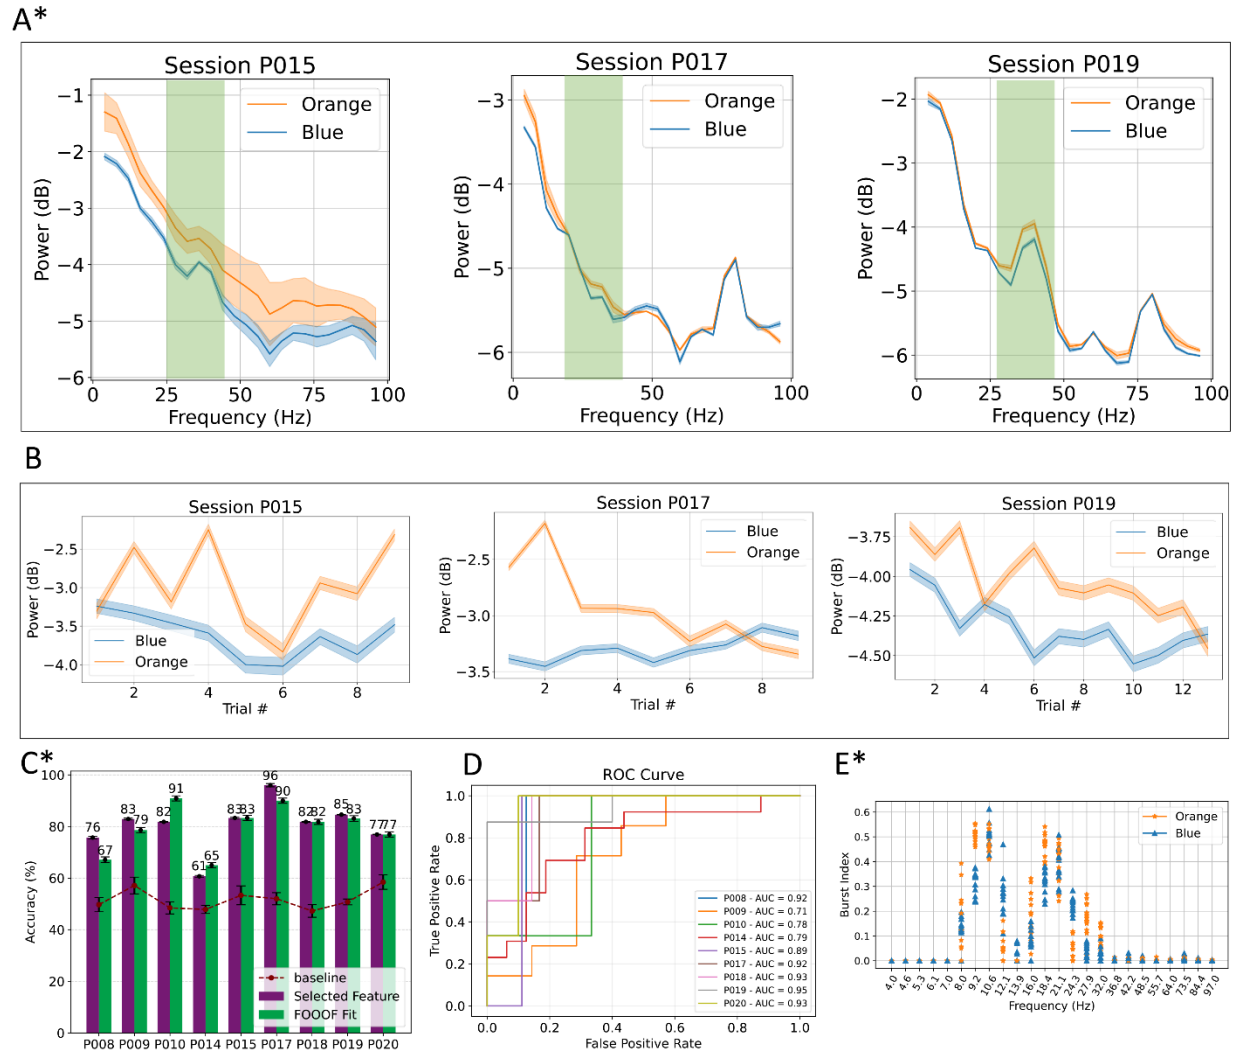 A*
Session P015
Session P017
Session P019
Orange
Blue
Orange
Blue
Orange
Blue
−1
−2
−3
−4
−5
−6
−3
−4
−5
−6
−2
−3
−4
−5
−6
Power (dB)
Power (dB)
Power (dB)
0 25 50 75 100
0 50 100
0 25 50 75 100
Frequency (Hz)
Frequency (Hz)
Frequency (Hz)
B
Session P015
Session P017
Session P019
Blue
Orange
Blue
Orange
Blue
Orange
−2.5
−3.0
−3.5
−4.0
−2.5
−3.0
−3.5
−3.75
−4.00
−4.25
−4.50
Power (dB)
Power (dB)
Power (dB)
2 4 6 8
2 4 6 8
2 4 6 8 10 12
Trial #
Trial #
Trial #
C*
100
80
60
40
20
0
Accuracy (%)
76 67 83 79 82 91 61 65 83 83 96 90 82 82 85 83 77 77
baseline
Selected Feature
FOOOF Fit
P008 P009 P010 P014 P015 P017 P018 P019 P020
D
ROC Curve
1.0
0.8
0.6
0.4
0.2
0.0
True Positive Rate
P008 - AUC = 0.92
P009 - AUC = 0.71
P010 - AUC = 0.78
P014 - AUC = 0.79
P015 - AUC = 0.89
P017 - AUC = 0.92
P018 - AUC = 0.93
P019 - AUC = 0.95
P020 - AUC = 0.93
0.0 0.2 0.4 0.6 0.8 1.0
False Positive Rate
E*
Orange
Blue
0.6
0.5
0.4
0.3
0.2
0.1
0.0
Burst Index
4.0 4.6 5.3 6.1 7.0 8.0 9.2 10.6 12.1 13.9 16.0 18.4 21.1 24.3 27.9 32.0 36.8 42.2 48.5 55.7 64.0 73.5 84.4 97.0
Frequency (Hz)